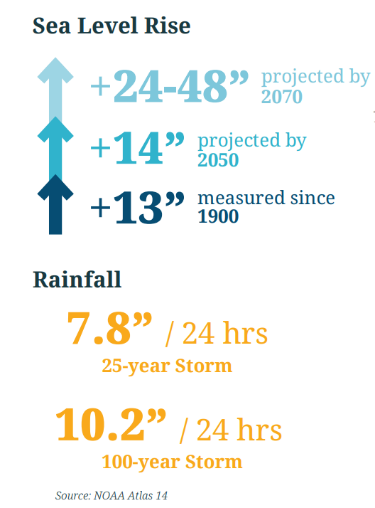 Sea Level Rise
+24-48” projected by
2070
+14” projected by
2050
+13” measured since
1900
Rainfall
7.8” / 24 hrs
25-year Storm
10.2” / 24 hrs
100-year Storm
Source: NOAA Atlas 14